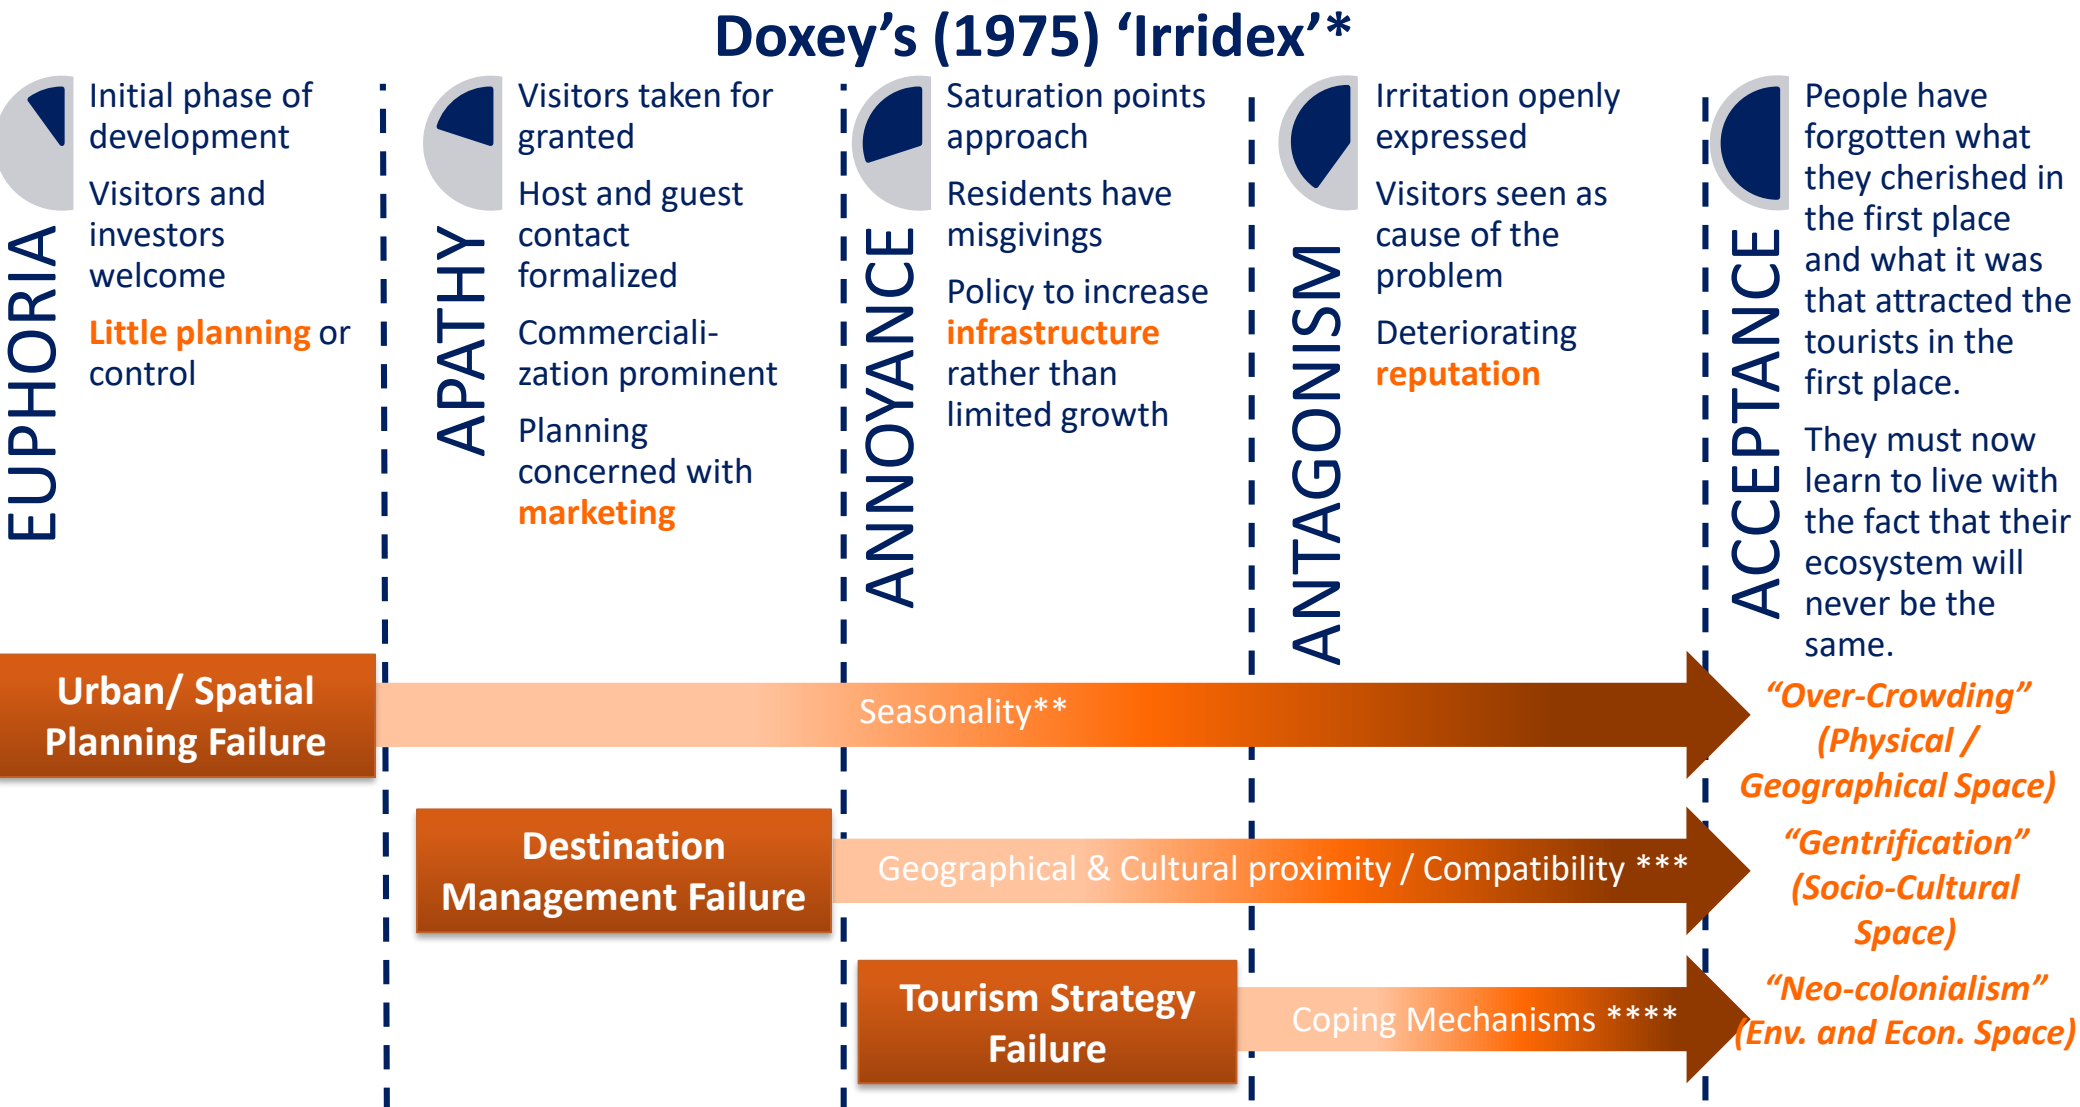 Doxey’s (1975) ‘Irridex’*
EUPHORIA
Initial phase of
development
Visitors and
investors
welcome
Little planning or
control
APATHY
Visitors taken for
granted
Host and guest
contact
formalized
Commerciali-
zation prominent
Planning
concerned with
marketing
ANNOYANCE
Saturation points
approach
Residents have
misgivings
Policy to increase
infrastructure
rather than
limited growth
ANTAGONISM
Irritation openly
expressed
Visitors seen as
cause of the
problem
Deteriorating
reputation
ACCEPTANCE
People have
forgotten what
they cherished in
the first place
and what it was
that attracted the
tourists in the
first place.
They must now
learn to live with
the fact that their
ecosystem will
never be the
same.
Urban/ Spatial
Planning Failure
Seasonality**
“Over-Crowding”
(Physical /
Geographical Space)
Destination
Management Failure
Geographical & Cultural proximity / Compatibility ***
“Gentrification”
(Socio-Cultural
Space)
Tourism Strategy
Failure
Coping Mechanisms ****
“Neo-colonialism”
(Env. and Econ. Space)